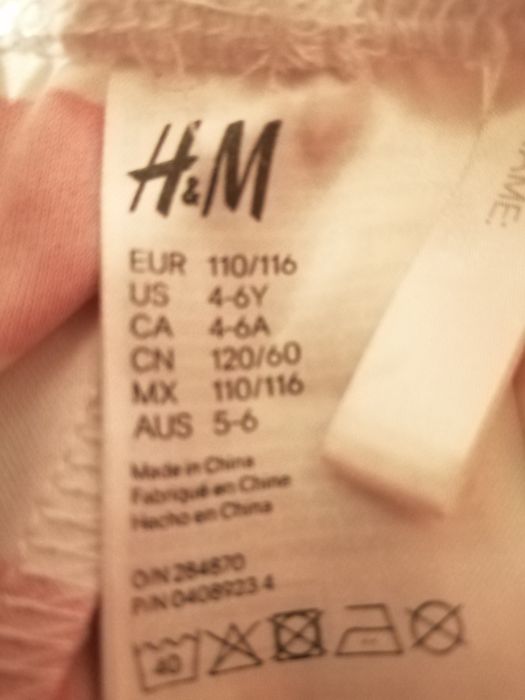 H&M
EUR 110/116
US 4-6Y
CA 4-6A
CN 120/60
MX 110/116
AUS 5-6
Made in China
Fabriqué en Chine
Hecho en China
O/N 284870
P/N 0408923 4
40
NAME: